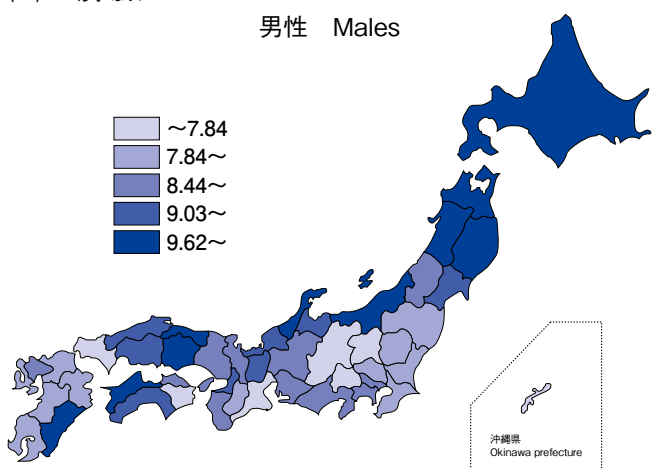 男性 Males
～7.84
7.84～
8.44～
9.03～
9.62～
沖縄県
Okinawa prefecture